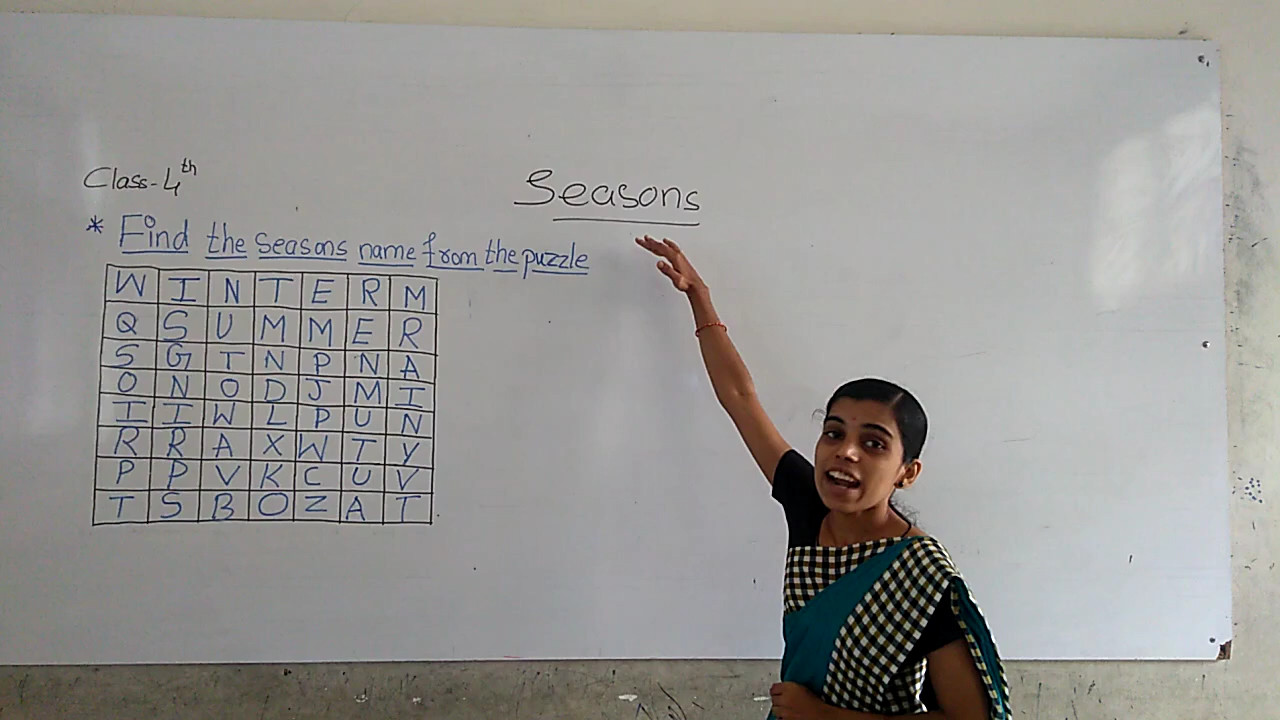 Class-4th
Seasons
* Find the seasons name from the puzzle
W I N T E R M
Q S U M M E R
S G T N P N A
O N O D J M I
I I W L P U N
R R A X W T Y
P P V K C U V
T S B O Z A T